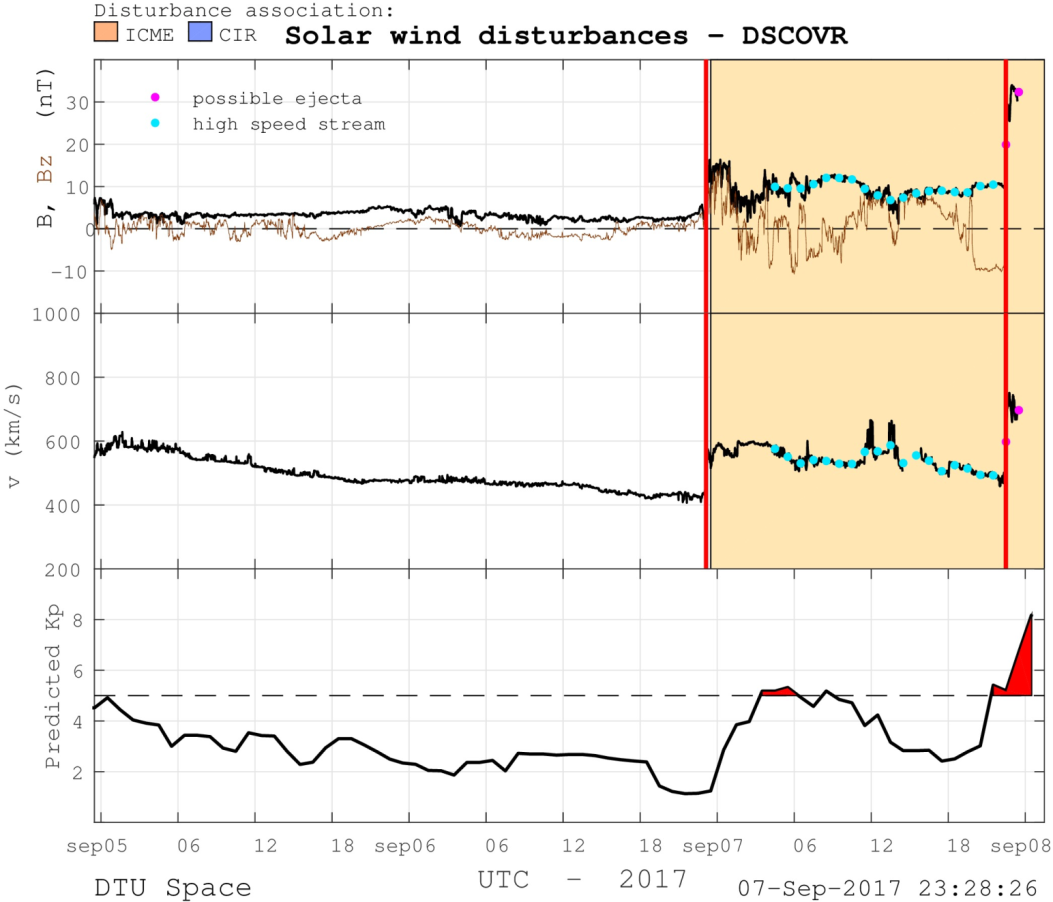 Disturbance association:
ICME CIR Solar wind disturbances – DSCOVR
possible ejecta
high speed stream
B, Bz (nT)
30
20
10
0
-10
v (km/s)
1000
800
600
400
200
Predicted Kp
8
6
4
2
sep05 06 12 18 sep06 06 12 18 sep07 06 12 18 sep08
UTC – 2017
DTU Space 07-Sep-2017 23:28:26